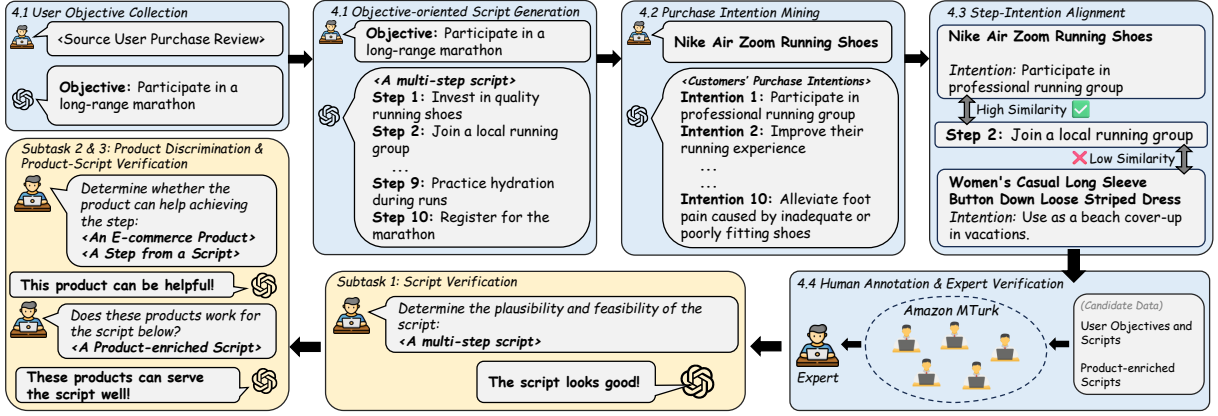 4.1 User Objective Collection
<Source User Purchase Review>
Objective: Participate in a
long-range marathon
4.1 Objective-oriented Script Generation
Objective: Participate in a
long-range marathon
<A multi-step script>
Step 1: Invest in quality
running shoes
Step 2: Join a local running
group
...
Step 9: Practice hydration
during runs
Step 10: Register for the
marathon
4.2 Purchase Intention Mining
Nike Air Zoom Running Shoes
<Customers' Purchase Intentions>
Intention 1: Participate in
professional running group
Intention 2: Improve their
running experience
...
...
Intention 10: Alleviate foot
pain caused by inadequate or
poorly fitting shoes
4.3 Step-Intention Alignment
Nike Air Zoom Running Shoes
Intention: Participate in
professional running group
High Similarity
Step 2: Join a local running group
Low Similarity
Women's Casual Long Sleeve
Button Down Loose Striped Dress
Intention: Use as a beach cover-up
in vacations.
4.4 Human Annotation & Expert Verification
(Candidate Data)
User Objectives and
Scripts
Product-enriched
Scripts
Amazon MTurk
Expert
Subtask 1: Script Verification
Determine the plausibility and feasibility of the
script:
<A multi-step script>
The script looks good!
Subtask 2 & 3: Product Discrimination &
Product-Script Verification
Determine whether the
product can help achieving
the step:
<An E-commerce Product>
<A Step from a Script>
This product can be helpful!
Does these products work for
the script below?
<A Product-enriched Script>
These products can serve
the script well!